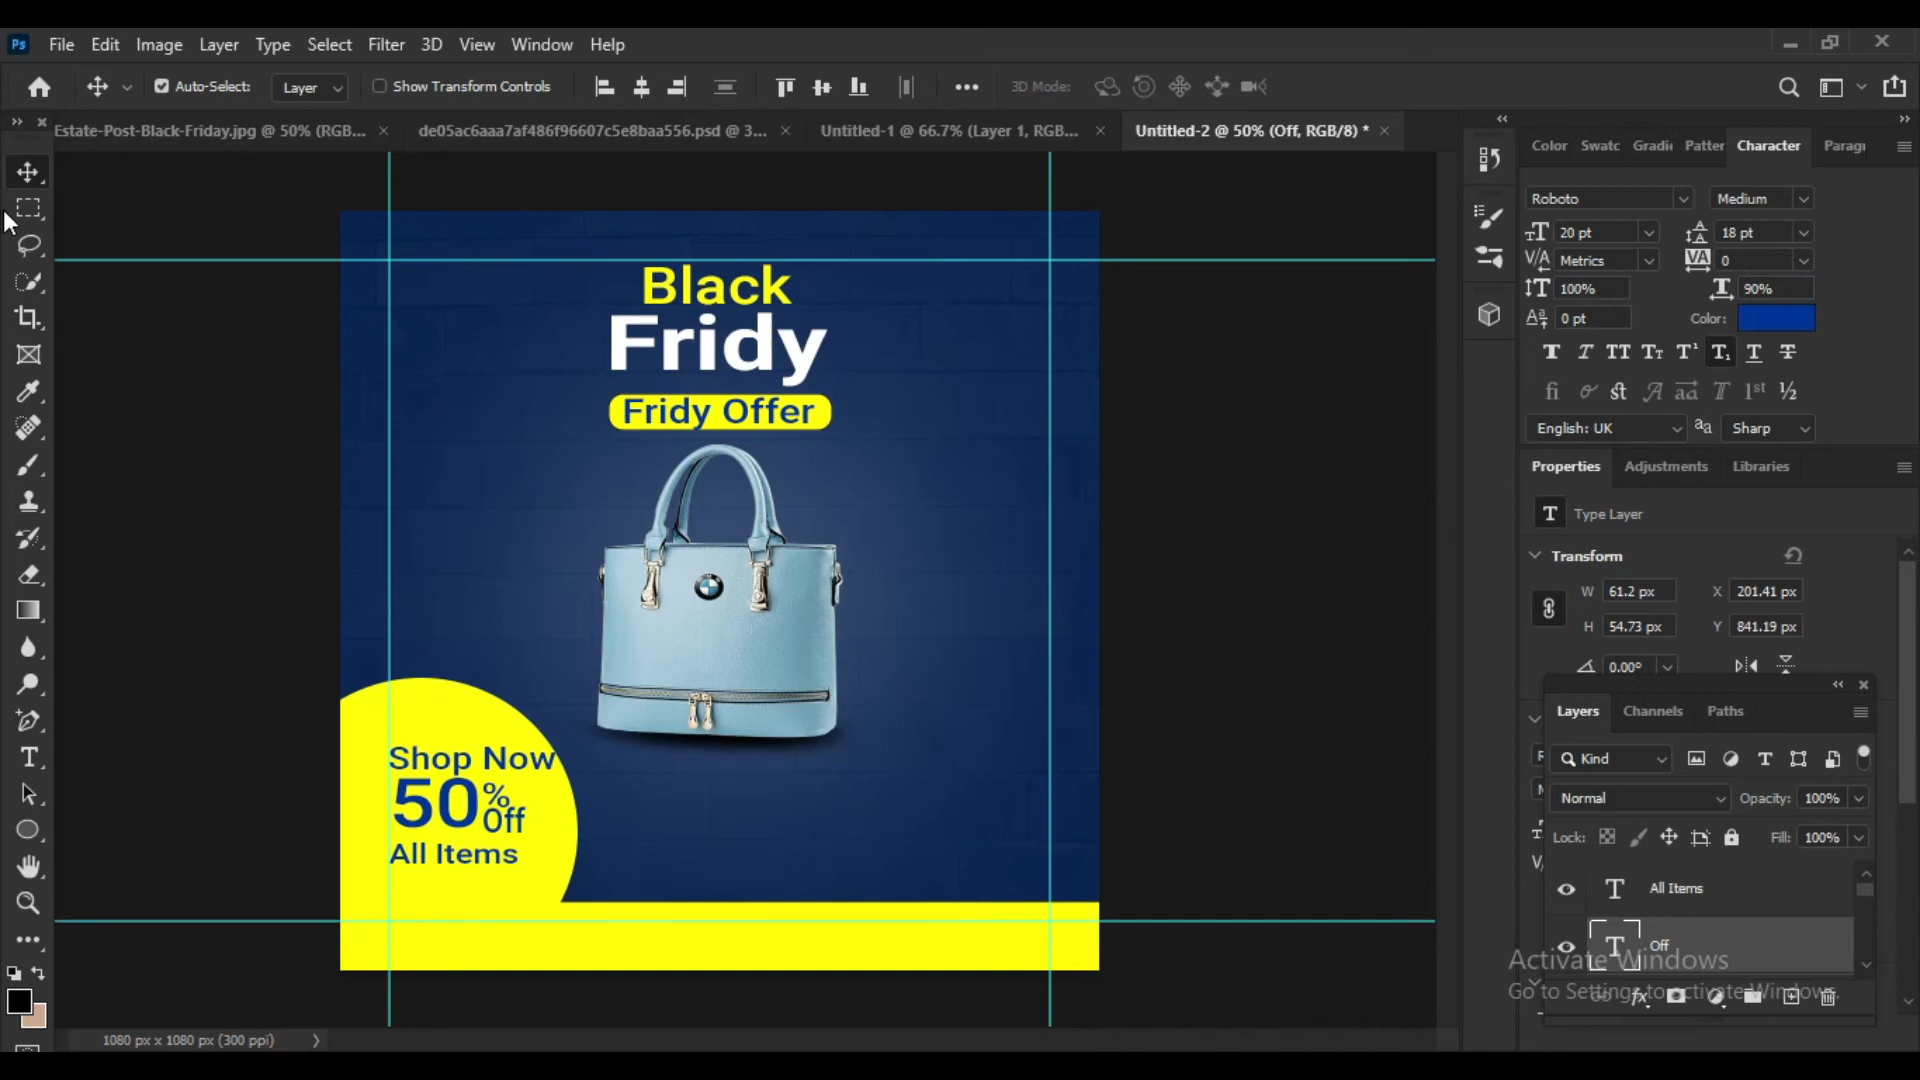 Ps File Edit Image Layer Type Select Filter 3D View Window Help
Auto-Select: Layer Show Transform Controls 3D Mode:
Estate-Post-Black-Friday.jpg @ 50% (RGB... de05ac6aaa7af486f96607c5e8baa556.psd @ 3... Untitled-1 @ 66.7% (Layer 1, RGB... Untitled-2 @ 50% (Off, RGB/8) *
Color Swatc Gradi Patter Character Paragr
Roboto Medium
20 pt 18 pt
Metrics 0
100% 90%
0 pt Color:
English: UK Sharp
Properties Adjustments Libraries
Type Layer
Transform
W 61.2 px X 201.41 px
H 54.73 px Y 841.19 px
0.00°
Layers Channels Paths
Kind
Normal Opacity: 100%
Lock: Fill: 100%
All Items
Off
Activate Windows
Go to Settings to activate Windows.
Black
Fridy
Fridy Offer
Shop Now
50%
Off
All Items
1080 px x 1080 px (300 ppi)